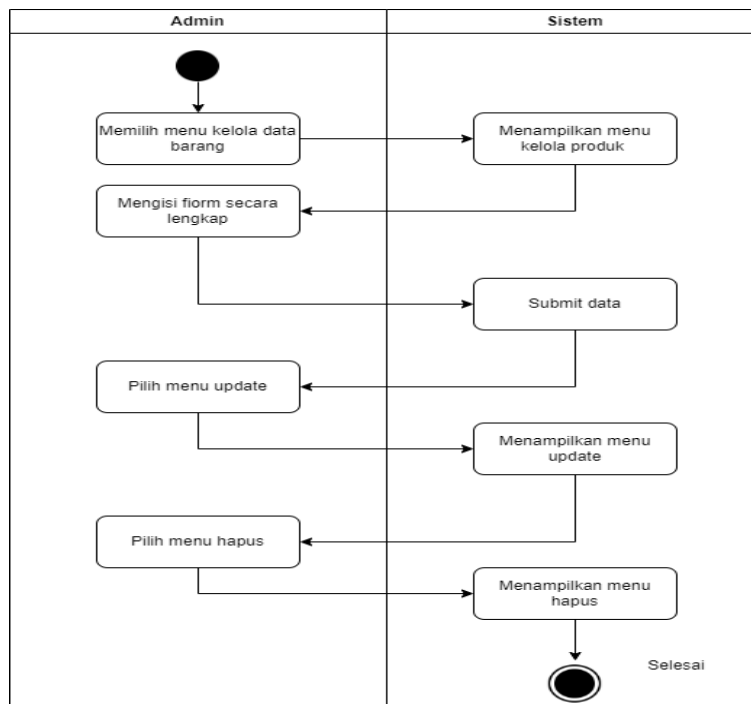 Admin
Sistem
Memilih menu kelola data
barang
Menampilkan menu
kelola produk
Mengisi fiorm secara
lengkap
Submit data
Pilih menu update
Menampilkan menu
update
Pilih menu hapus
Menampilkan menu
hapus
Selesai